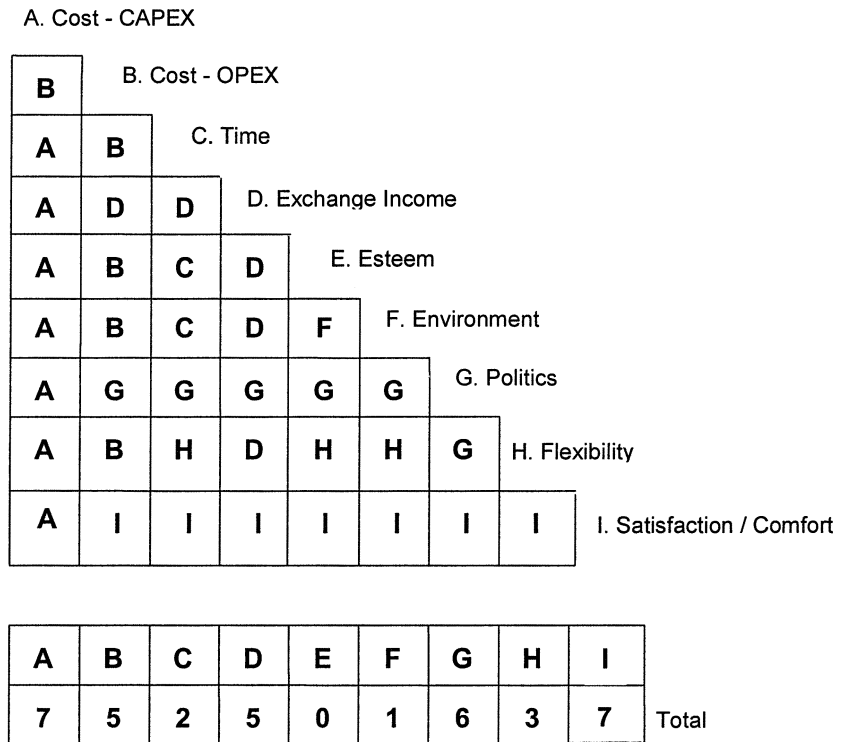 A. Cost - CAPEX
B B. Cost - OPEX
A B C. Time
A D D D. Exchange Income
A B C D E. Esteem
A B C D F F. Environment
A G G G G G G. Politics
A B H D H H G H. Flexibility
A I I I I I I I I. Satisfaction / Comfort
A B C D E F G H I
7 5 2 5 0 1 6 3 7 Total